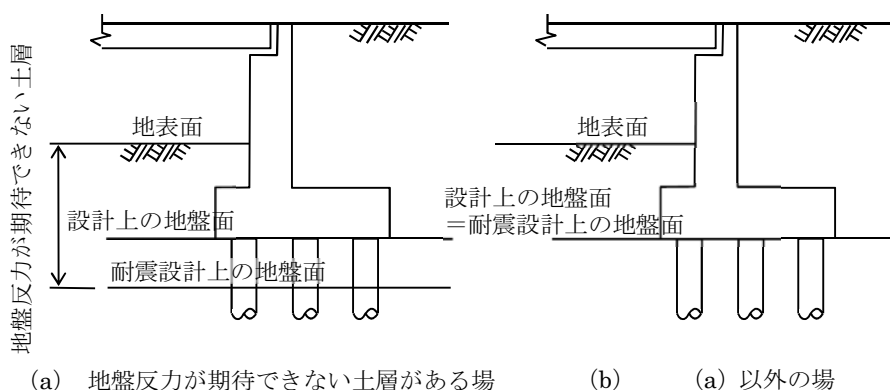 地盤反力が期待できない土層
地表面
設計上の地盤面
耐震設計上の地盤面
(a) 地盤反力が期待できない土層がある場
地表面
設計上の地盤面
＝耐震設計上の地盤面
(b) (a) 以外の場